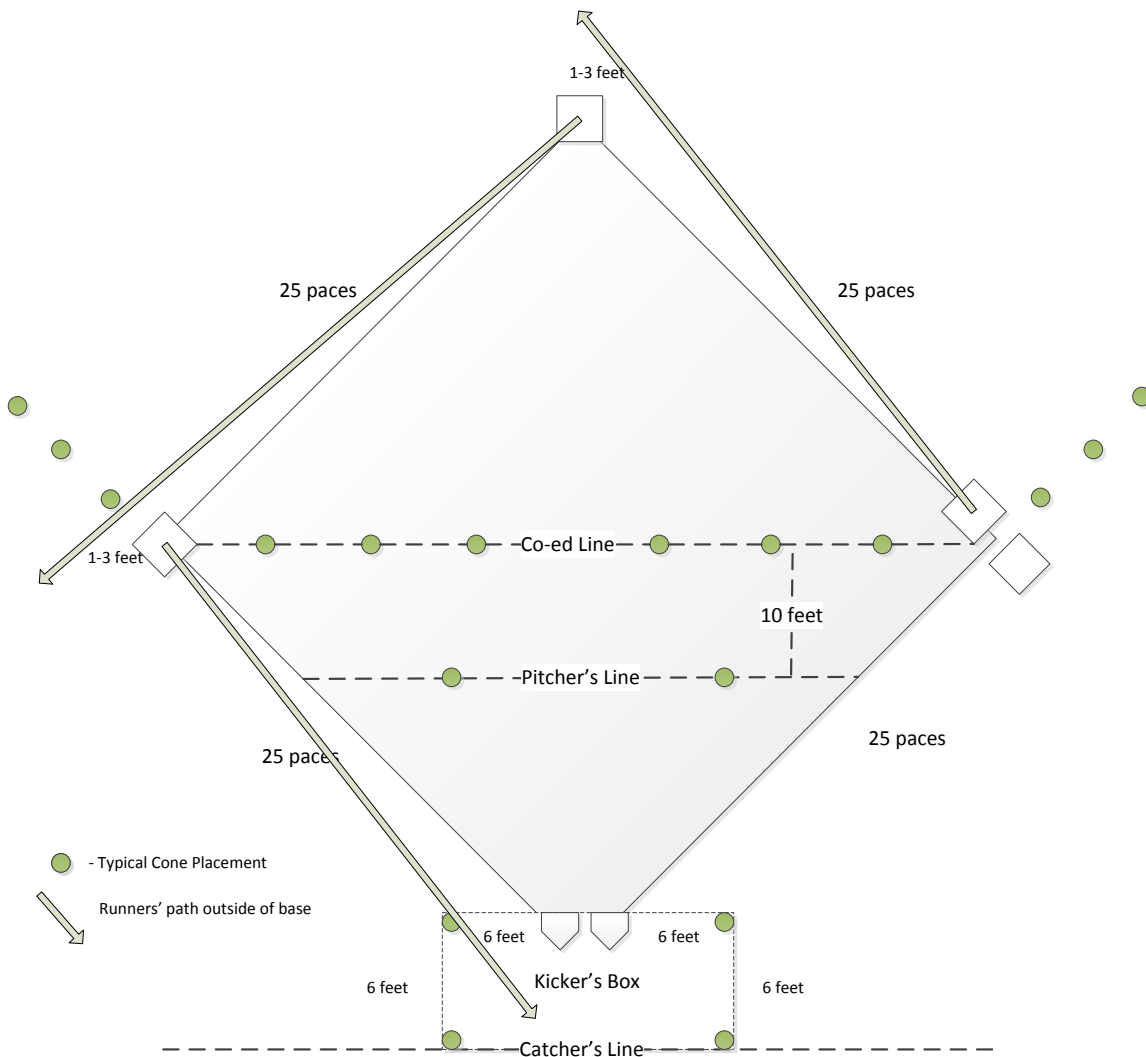 1-3 feet
25 paces
25 paces
Co-ed Line
1-3 feet
10 feet
Pitcher's Line
25 paces
25 paces
- Typical Cone Placement
Runners' path outside of base
6 feet
6 feet
6 feet
Kicker's Box
6 feet
Catcher's Line